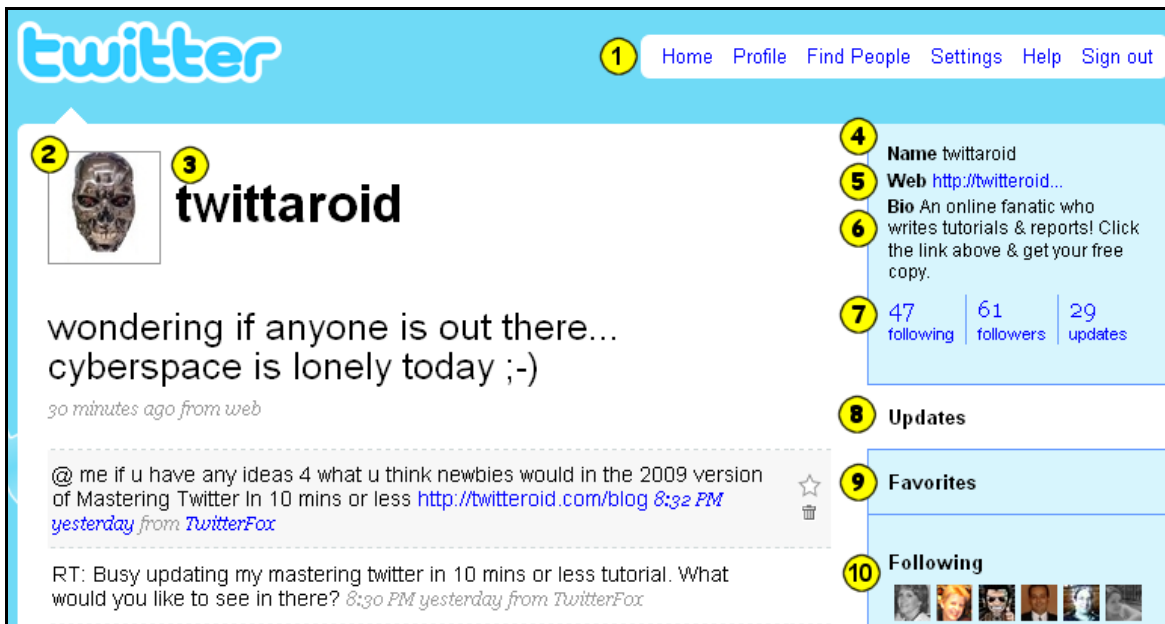 twitter
1 Home Profile Find People Settings Help Sign out
2
3
twittaroid
wondering if anyone is out there...
cyberspace is lonely today ;-)
30 minutes ago from web
@ me if u have any ideas 4 what u think newbies would in the 2009 version
of Mastering Twitter In 10 mins or less http://twitteroid.com/blog 8:32 PM
yesterday from TwitterFox
RT: Busy updating my mastering twitter in 10 mins or less tutorial. What
would you like to see in there? 8:30 PM yesterday from TwitterFox
4
Name twittaroid
5 Web http://twitteroid...
Bio An online fanatic who
6 writes tutorials & reports! Click
the link above & get your free
copy.
7 47 61 29
following followers updates
8 Updates
9 Favorites
10 Following